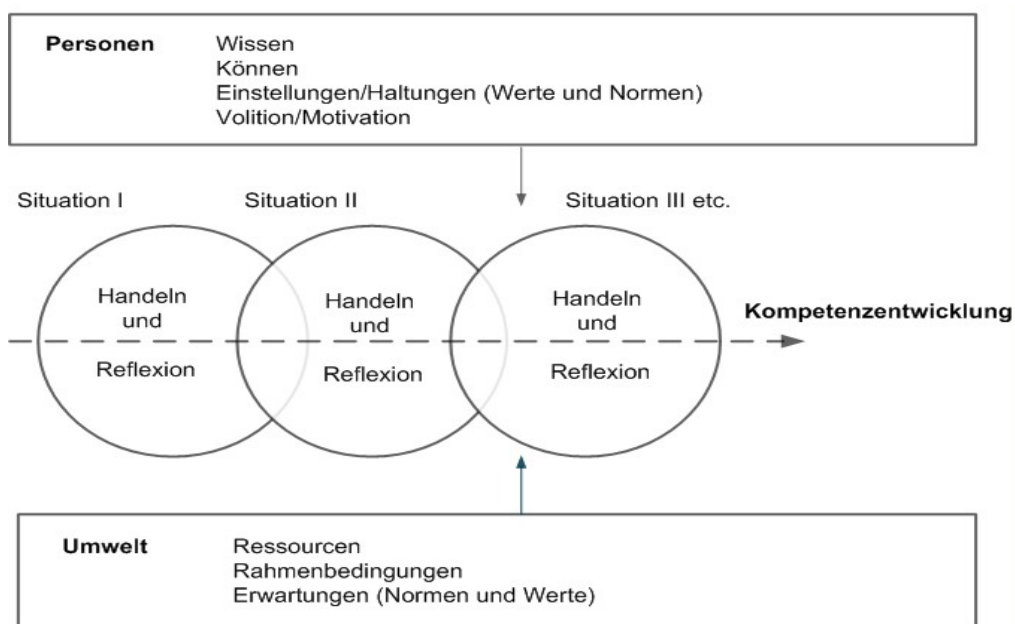 Personen Wissen
Können
Einstellungen/Haltungen (Werte und Normen)
Volition/Motivation
Situation I Situation II Situation III etc.
Handeln und Reflexion
Handeln und Reflexion
Handeln und Reflexion
Kompetenzentwicklung
Umwelt Ressourcen
Rahmenbedingungen
Erwartungen (Normen und Werte)